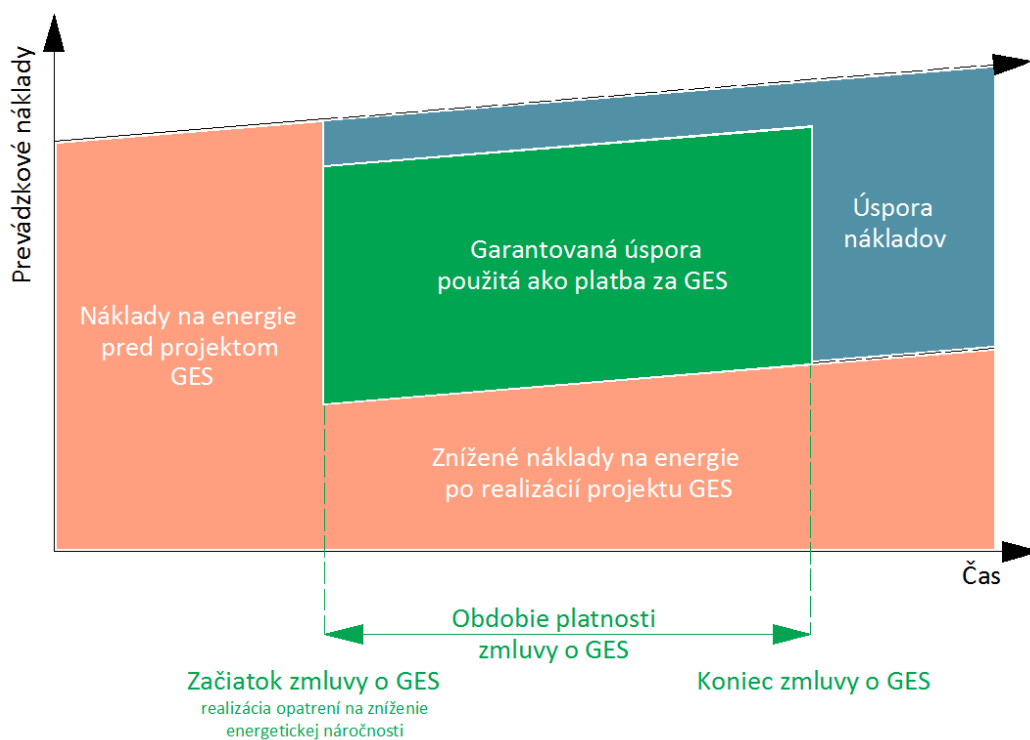 Prevádzkové náklady
Úspora
nákladov
Garantovaná úspora
použitá ako platba za GES
Náklady na energie
pred projektom
GES
Znížené náklady na energie
po realizácií projektu GES
Čas
Obdobie platnosti
zmluvy o GES
Začiatok zmluvy o GES
realizácia opatrení na zníženie
energetickej náročnosti
Koniec zmluvy o GES